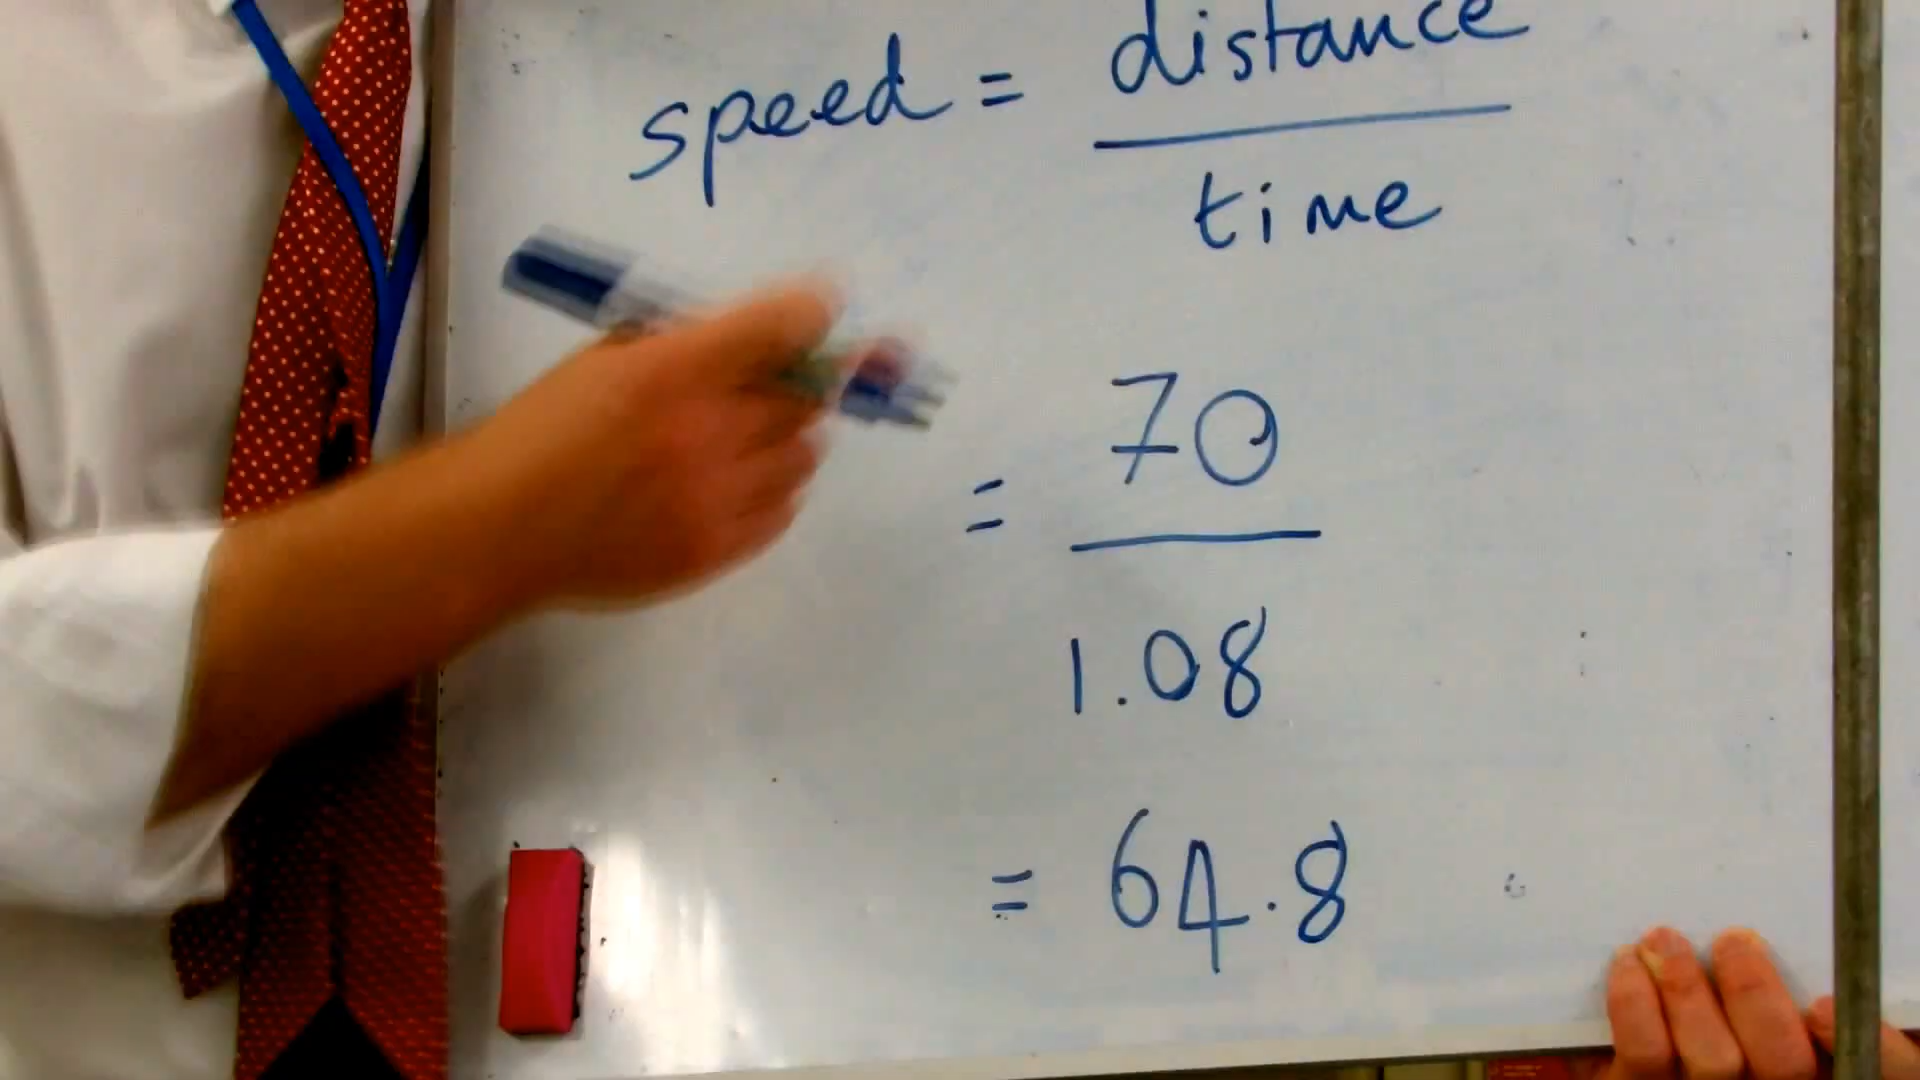 speed = distance
time
= 70
1.08
= 64.8